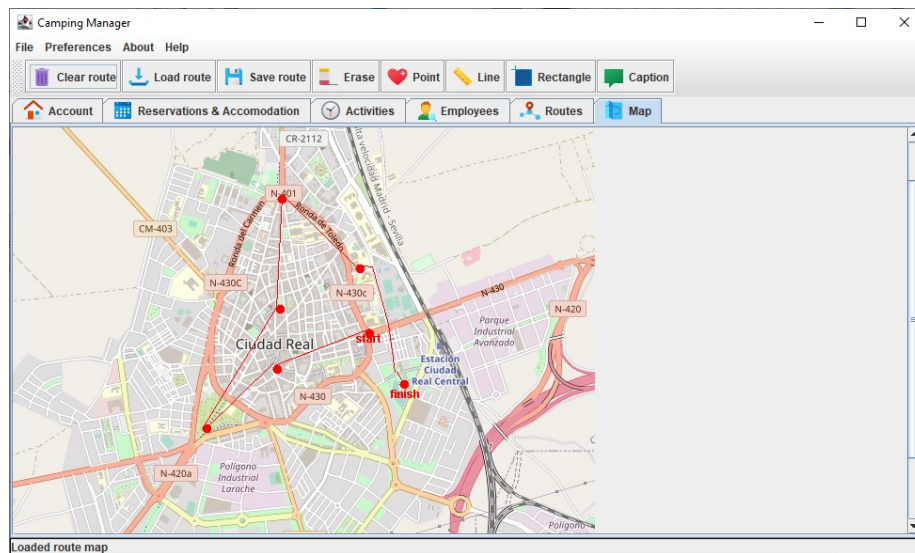 Camping Manager
File Preferences About Help
Clear route Load route Save route Erase Point Line Rectangle Caption
Account Reservations & Accomodation Activities Employees Routes Map
CR-2112
alta velocidad Madrid - Sevilla
N-401
Ronda del Carmen
Ronda de Toledo
CM-403
N-430C
N-430c
N-430
N-420
Parque
Industrial
Avanzado
start
Ciudad Real
Estación
Ciudad
Real Central
finish
N-430
Polígono
Industrial
Larache
N-420a
Polígono
Loaded route map